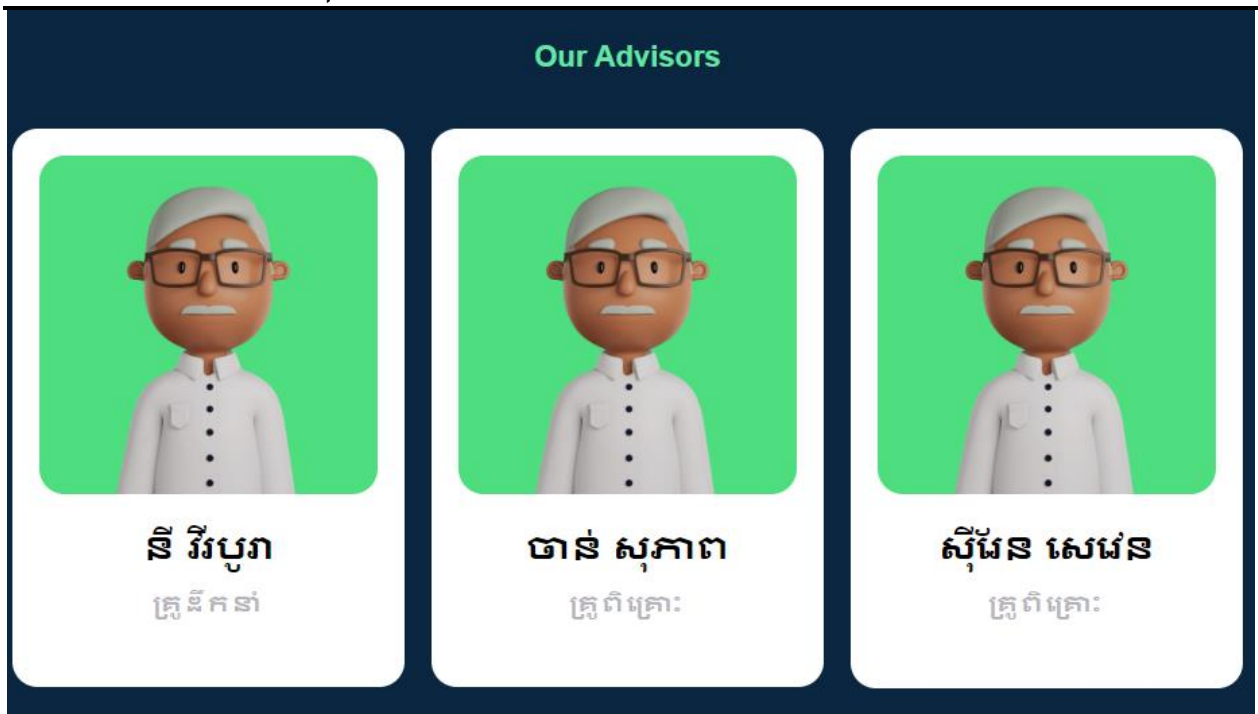 Our Advisors
នី វីរបូរា
គ្រូដឹកនាំ
ចាន់ សុភាព
គ្រូពិគ្រោះ
ស៊ីរ៉ែន សេវេន
គ្រូពិគ្រោះ